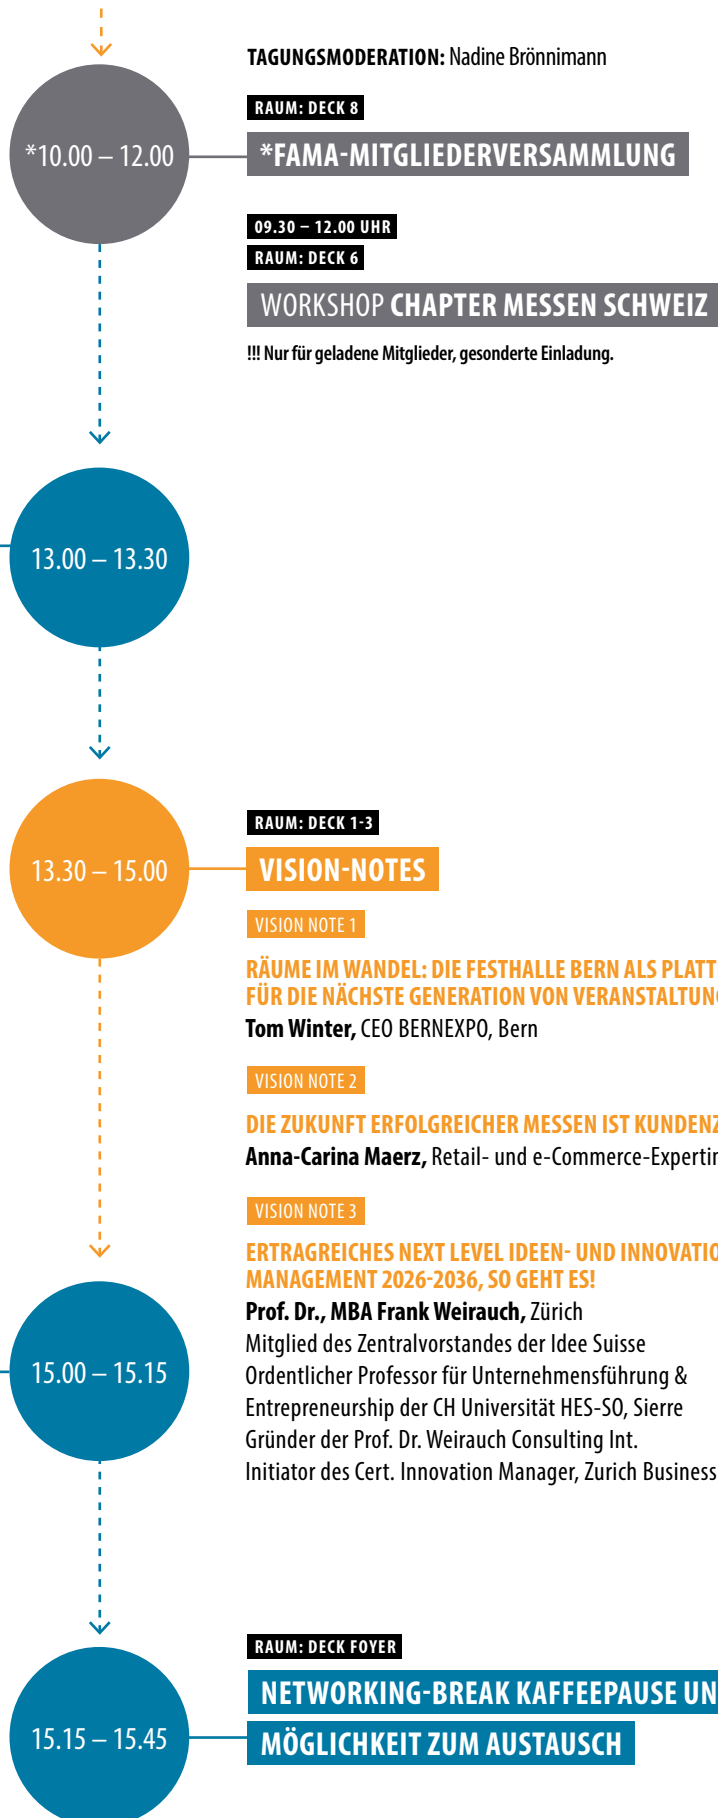 TAGUNGSMODERATION: Nadine Brönnimann
RAUM: DECK 8
*10.00 – 12.00
*FAMA-MITGLIEDERVERSAMMLUNG
09.30 – 12.00 UHR
RAUM: DECK 6
WORKSHOP CHAPTER MESSEN SCHWEIZ
!!! Nur für geladene Mitglieder, gesonderte Einladung.
13.00 – 13.30
RAUM: DECK 1-3
13.30 – 15.00
VISION-NOTES
VISION NOTE 1
RÄUME IM WANDEL: DIE FESTHALLE BERN ALS PLATT
FÜR DIE NÄCHSTE GENERATION VON VERANSTALTUNG
Tom Winter, CEO BERNEXPO, Bern
VISION NOTE 2
DIE ZUKUNFT ERFOLGREICHER MESSEN IST KUNDENZ
Anna-Carina Maerz, Retail- und e-Commerce-Expertin
VISION NOTE 3
ERTRAGREICHES NEXT LEVEL IDEEN- UND INNOVATIO
MANAGEMENT 2026-2036, SO GEHT ES!
Prof. Dr., MBA Frank Weirauch, Zürich
Mitglied des Zentralvorstandes der Idee Suisse
15.00 – 15.15
Ordentlicher Professor für Unternehmensführung &
Entrepreneurship der CH Universität HES-SO, Sierre
Gründer der Prof. Dr. Weirauch Consulting Int.
Initiator des Cert. Innovation Manager, Zurich Business
RAUM: DECK FOYER
NETWORKING-BREAK KAFFEEPAUSE UN
15.15 – 15.45
MÖGLICHKEIT ZUM AUSTAUSCH